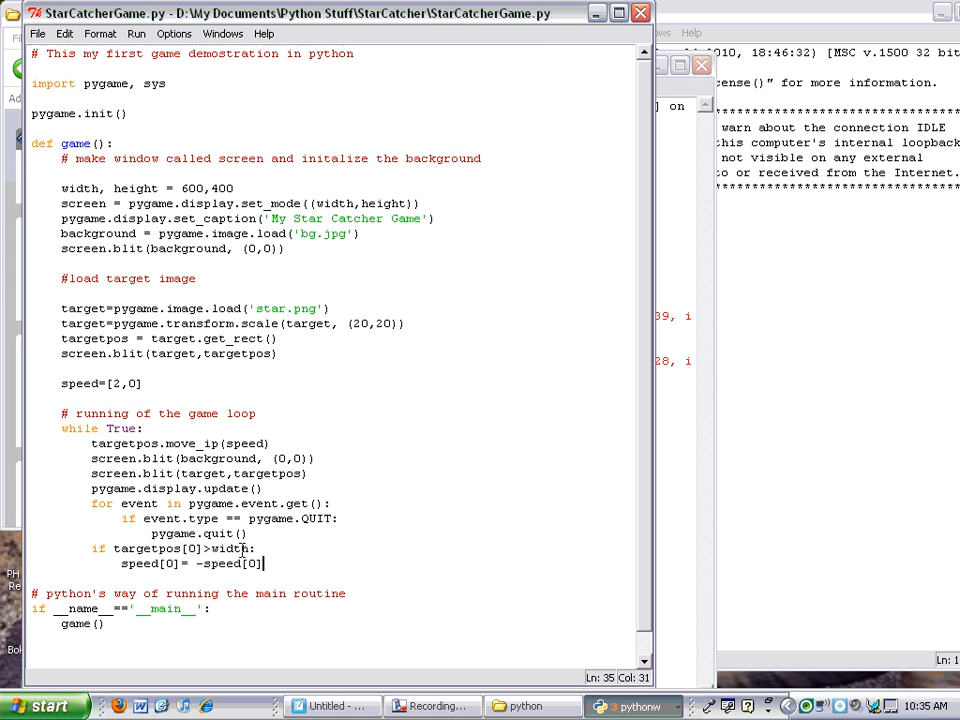 StarCatcherGame.py - D:\My Documents\Python Stuff\StarCatcher\StarCatcherGame.py
File Edit Format Run Options Windows Help
# This my first game demostration in python
import pygame, sys
pygame.init()
def game():
# make window called screen and initalize the background
width, height = 600,400
screen = pygame.display.set_mode((width,height))
pygame.display.set_caption('My Star Catcher Game')
background = pygame.image.load('bg.jpg')
screen.blit(background, (0,0))
#load target image
target=pygame.image.load('star.png')
target=pygame.transform.scale(target, (20,20))
targetpos = target.get_rect()
screen.blit(target,targetpos)
speed=[2,0]
# running of the game loop
while True:
targetpos.move_ip(speed)
screen.blit(background, (0,0))
screen.blit(target,targetpos)
pygame.display.update()
for event in pygame.event.get():
if event.type == pygame.QUIT:
pygame.quit()
if targetpos[0]>width:
speed[0]= -speed[0]
# python's way of running the main routine
if __name__=='__main__':
game()
Ln: 35 Col: 31
Help
2010, 18:46:32) [MSC v.1500 32 bit
cense()" for more information.
] on
****************************************
warn about the connection IDLE
this computer's internal loopback
not visible on any external
to or received from the Internet.
****************************************
39, i
28, i
Ln: 1
start
Untitled - ...
Recording...
python
3 pythonw
10:35 AM